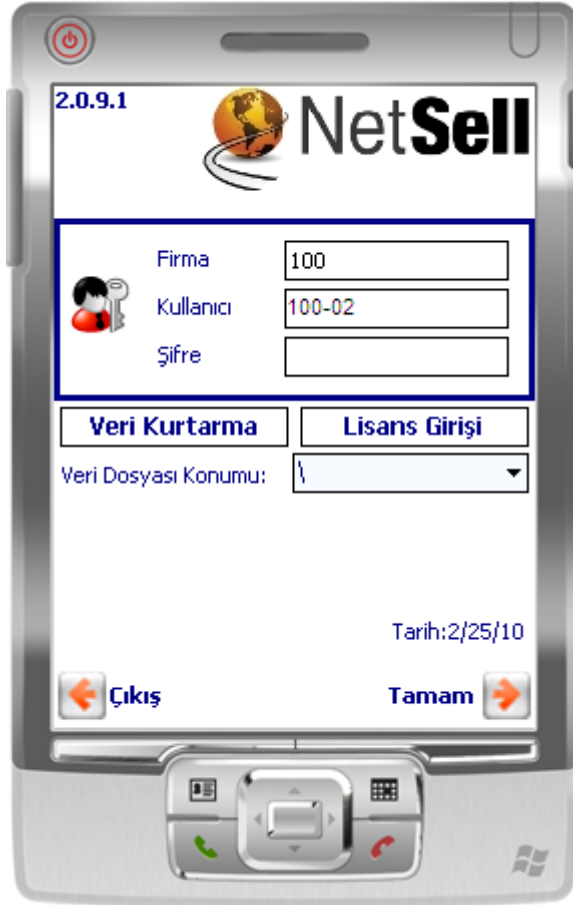 2.0.9.1
NetSell
Firma 100
Kullanıcı 100-02
Şifre
Veri Kurtarma Lisans Girişi
Veri Dosyası Konumu: \
Tarih:2/25/10
Çıkış Tamam